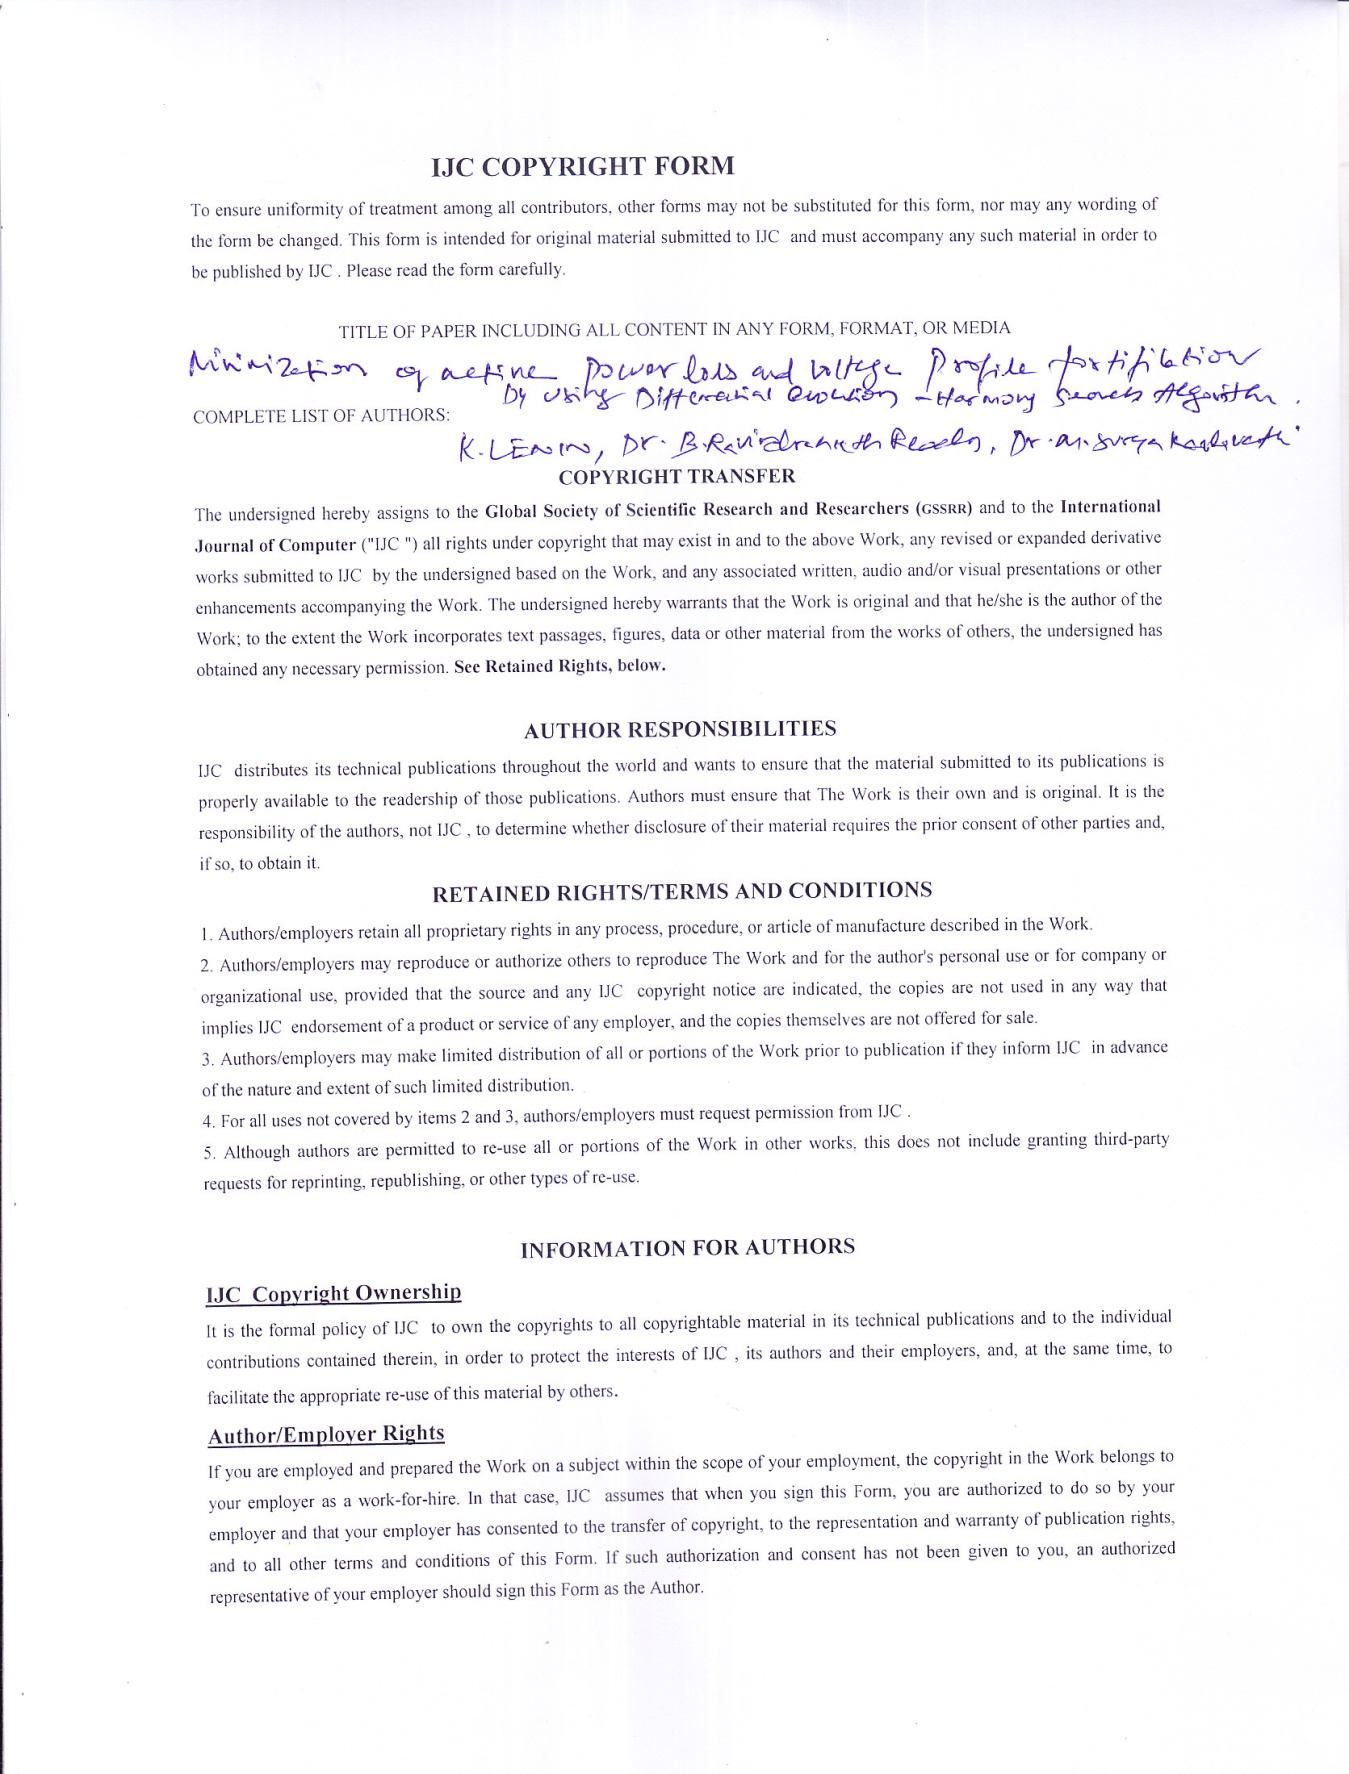 IJC COPYRIGHT FORM
To ensure uniformity of treatment among all contributors, other forms may not be substituted for this form, nor may any wording of
the form be changed. This form is intended for original material submitted to IJC and must accompany any such material in order to
be published by IJC . Please read the form carefully.
TITLE OF PAPER INCLUDING ALL CONTENT IN ANY FORM, FORMAT, OR MEDIA
Minimization of active power loss and voltage Profile fortification
By using Differential Evolution - Harmony Search Algorithm .
COMPLETE LIST OF AUTHORS:
K. LENIN, Dr. B. Ravindranath Reddy, Dr. M. Surya
COPYRIGHT TRANSFER
The undersigned hereby assigns to the Global Society of Scientific Research and Researchers (GSSRR) and to the International
Journal of Computer ("IJC ") all rights under copyright that may exist in and to the above Work, any revised or expanded derivative
works submitted to IJC by the undersigned based on the Work, and any associated written, audio and/or visual presentations or other
enhancements accompanying the Work. The undersigned hereby warrants that the Work is original and that he/she is the author of the
Work; to the extent the Work incorporates text passages, figures, data or other material from the works of others, the undersigned has
obtained any necessary permission. See Retained Rights, below.
AUTHOR RESPONSIBILITIES
IJC distributes its technical publications throughout the world and wants to ensure that the material submitted to its publications is
properly available to the readership of those publications. Authors must ensure that The Work is their own and is original. It is the
responsibility of the authors, not IJC , to determine whether disclosure of their material requires the prior consent of other parties and,
if so, to obtain it.
RETAINED RIGHTS/TERMS AND CONDITIONS
1. Authors/employers retain all proprietary rights in any process, procedure, or article of manufacture described in the Work.
2. Authors/employers may reproduce or authorize others to reproduce The Work and for the author's personal use or for company or
organizational use, provided that the source and any IJC copyright notice are indicated, the copies are not used in any way that
implies IJC endorsement of a product or service of any employer, and the copies themselves are not offered for sale.
3. Authors/employers may make limited distribution of all or portions of the Work prior to publication if they inform IJC in advance
of the nature and extent of such limited distribution.
4. For all uses not covered by items 2 and 3, authors/employers must request permission from IJC .
5. Although authors are permitted to re-use all or portions of the Work in other works, this does not include granting third-party
requests for reprinting, republishing, or other types of re-use.
INFORMATION FOR AUTHORS
IJC Copyright Ownership
It is the formal policy of IJC to own the copyrights to all copyrightable material in its technical publications and to the individual
contributions contained therein, in order to protect the interests of IJC , its authors and their employers, and, at the same time, to
facilitate the appropriate re-use of this material by others.
Author/Employer Rights
If you are employed and prepared the Work on a subject within the scope of your employment, the copyright in the Work belongs to
your employer as a work-for-hire. In that case, IJC assumes that when you sign this Form, you are authorized to do so by your
employer and that your employer has consented to the transfer of copyright, to the representation and warranty of publication rights,
and to all other terms and conditions of this Form. If such authorization and consent has not been given to you, an authorized
representative of your employer should sign this Form as the Author.